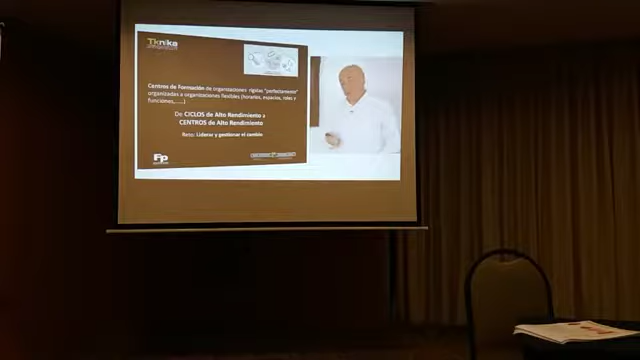 Tknika
Centros de Formación de organizaciones rígidas "perfectamente"
organizadas a organizaciones flexibles (horarios, espacios, roles y
funciones,.....)
De CICLOS de Alto Rendimiento a
CENTROS de Alto Rendimiento
Reto: Liderar y gestionar el cambio
Fp